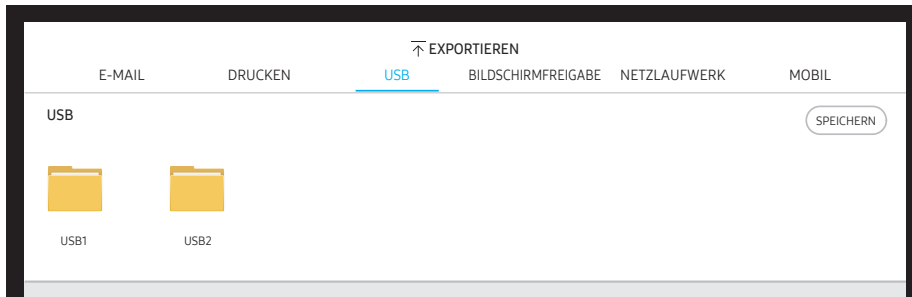 EXPORTIEREN
E-MAIL DRUCKEN USB BILDSCHIRMFREIGABE NETZLAUFWERK MOBIL
USB SPEICHERN
USB1 USB2